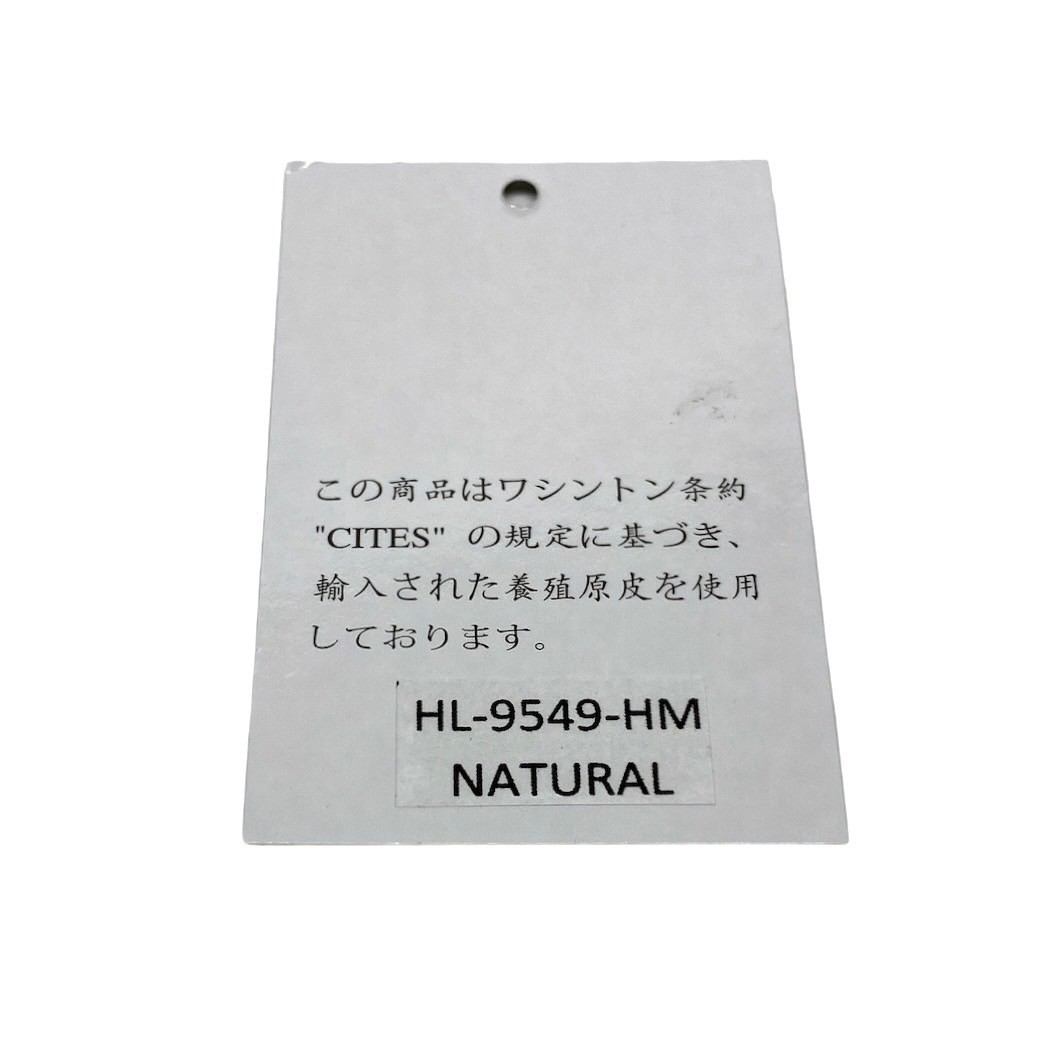 この商品はワシントン条約
"CITES" の規定に基づき、
輸入された養殖原皮を使用
しております。
HL-9549-HM
NATURAL